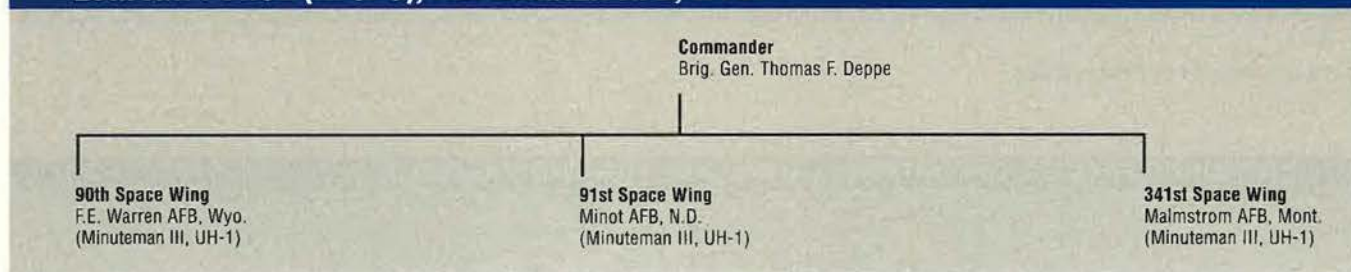 Commander
Brig. Gen. Thomas F. Deppe
90th Space Wing
F.E. Warren AFB, Wyo.
(Minuteman III, UH-1)
91st Space Wing
Minot AFB, N.D.
(Minuteman III, UH-1)
341st Space Wing
Malmstrom AFB, Mont.
(Minuteman III, UH-1)